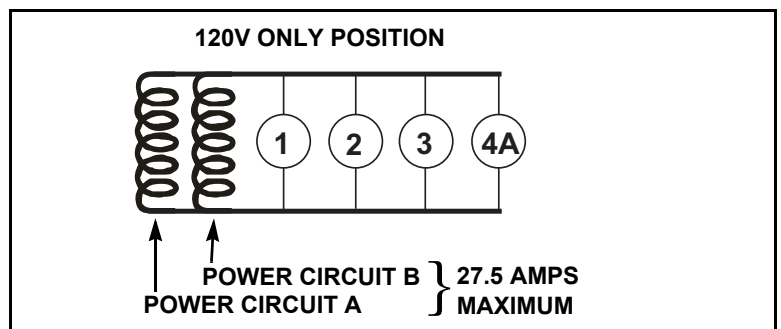 120V ONLY POSITION
1 2 3 4A
POWER CIRCUIT B } 27.5 AMPS
POWER CIRCUIT A MAXIMUM